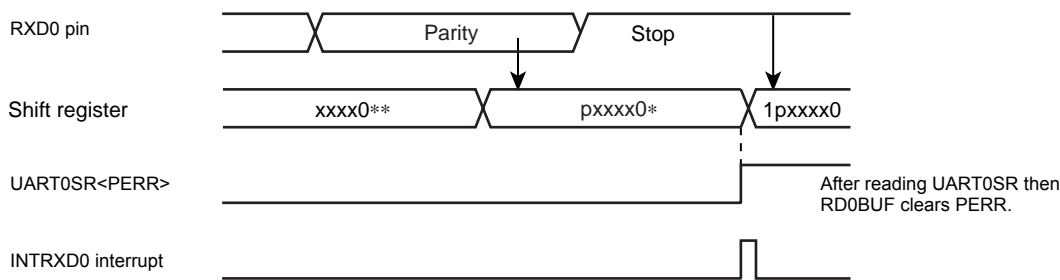 RXD0 pin
Parity
Stop
Shift register
xxxx0**
pxxxx0*
1pxxxx0
UART0SR<PERR>
After reading UART0SR then
RD0BUF clears PERR.
INTRXD0 interrupt